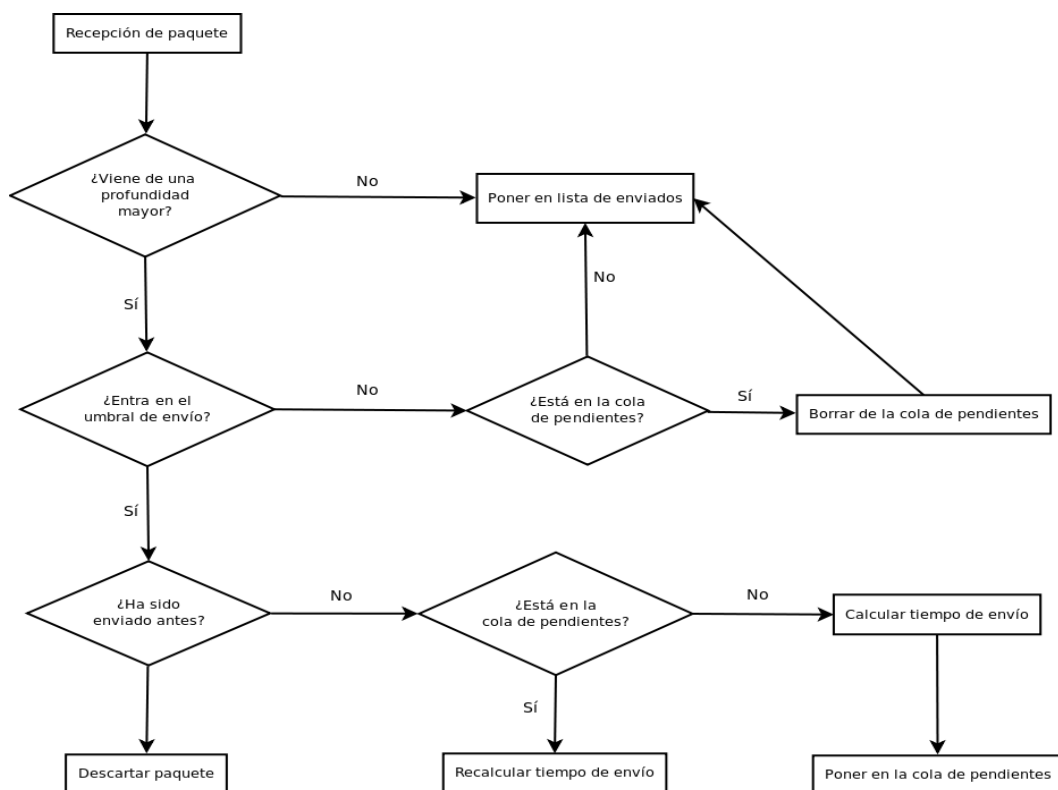 Recepción de paquete
¿Viene de una
profundidad
mayor?
No
Poner en lista de enviados
Sí
No
¿Entra en el
umbral de envío?
No
¿Está en la cola
de pendientes?
Sí
Borrar de la cola de pendientes
Sí
¿Ha sido
enviado antes?
No
¿Está en la
cola de pendientes?
No
Calcular tiempo de envío
Sí
Descartar paquete
Recalcular tiempo de envío
Poner en la cola de pendientes